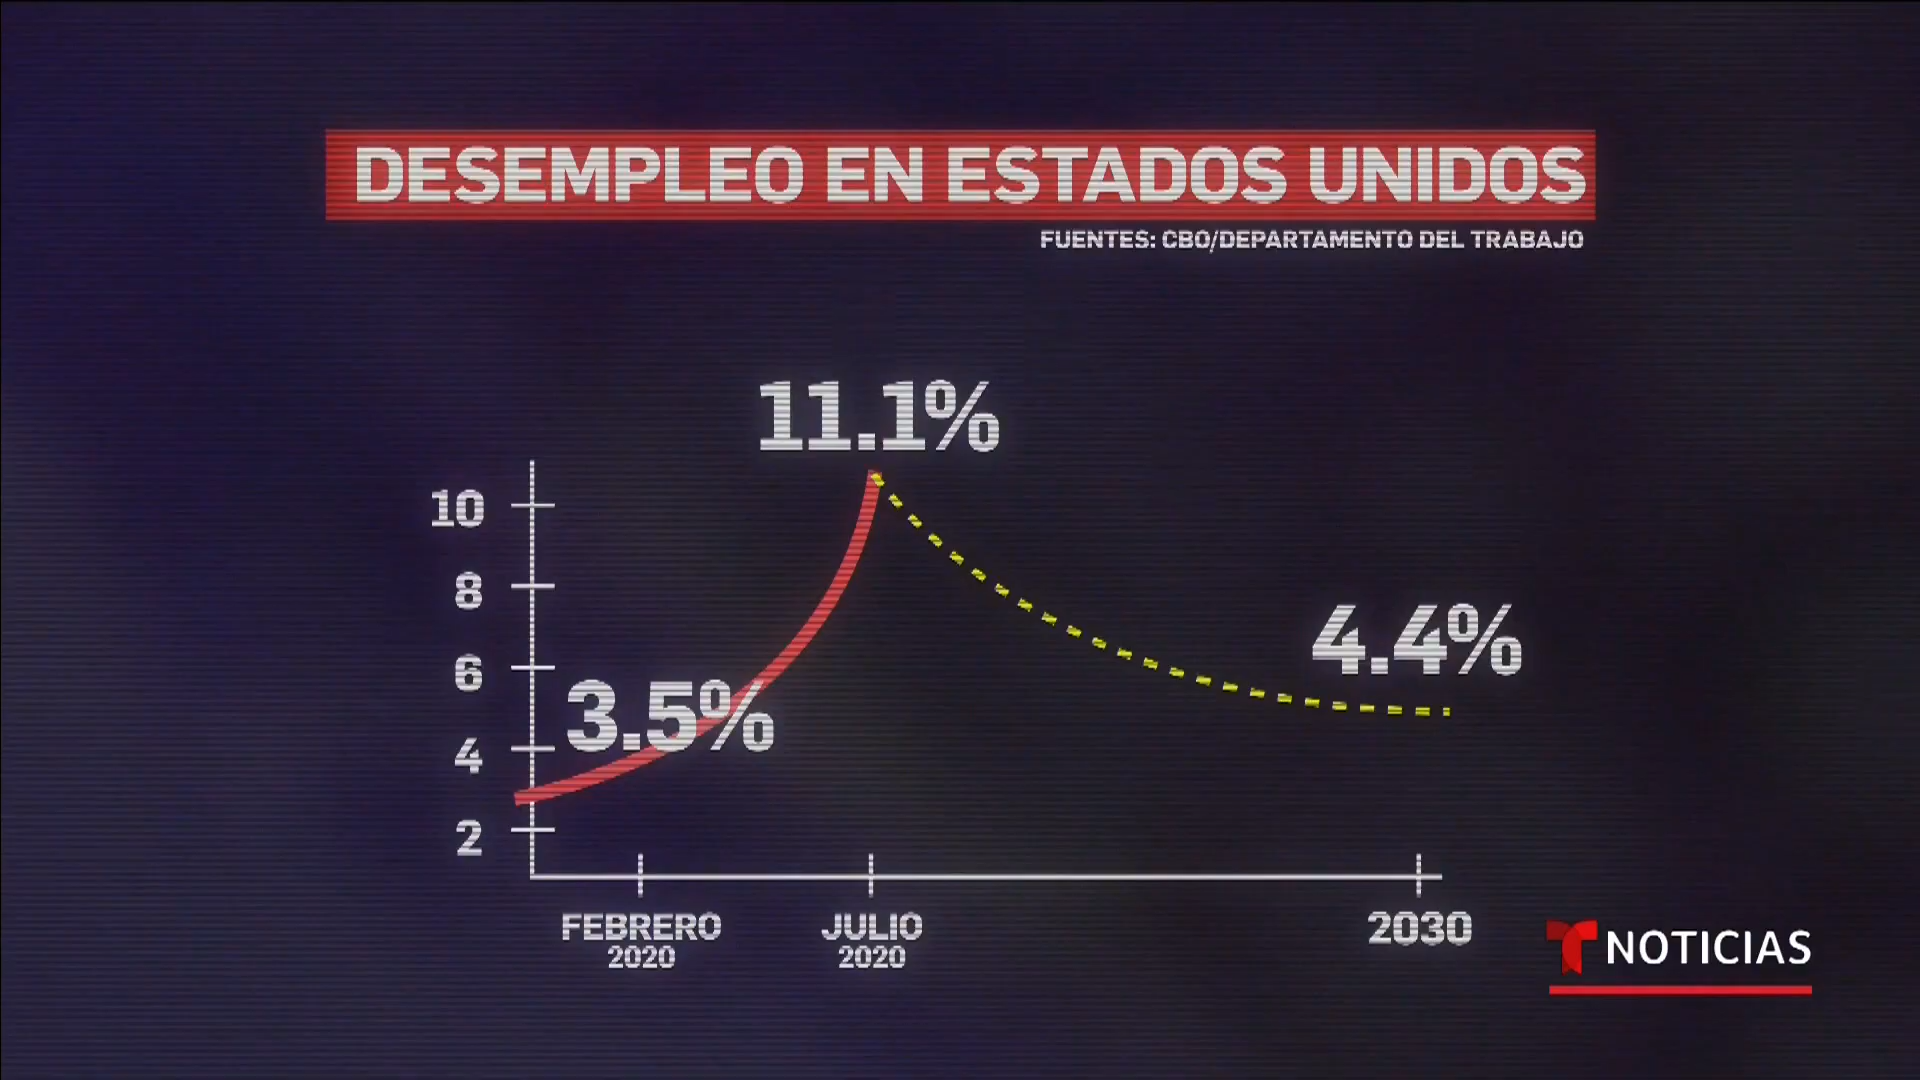 DESEMPLEO EN ESTADOS UNIDOS
FUENTES: CBO/DEPARTAMENTO DEL TRABAJO
11.1%
10
8
4.4%
6
3.5%
4
2
FEBRERO
2020
JULIO
2020
2030
NOTICIAS